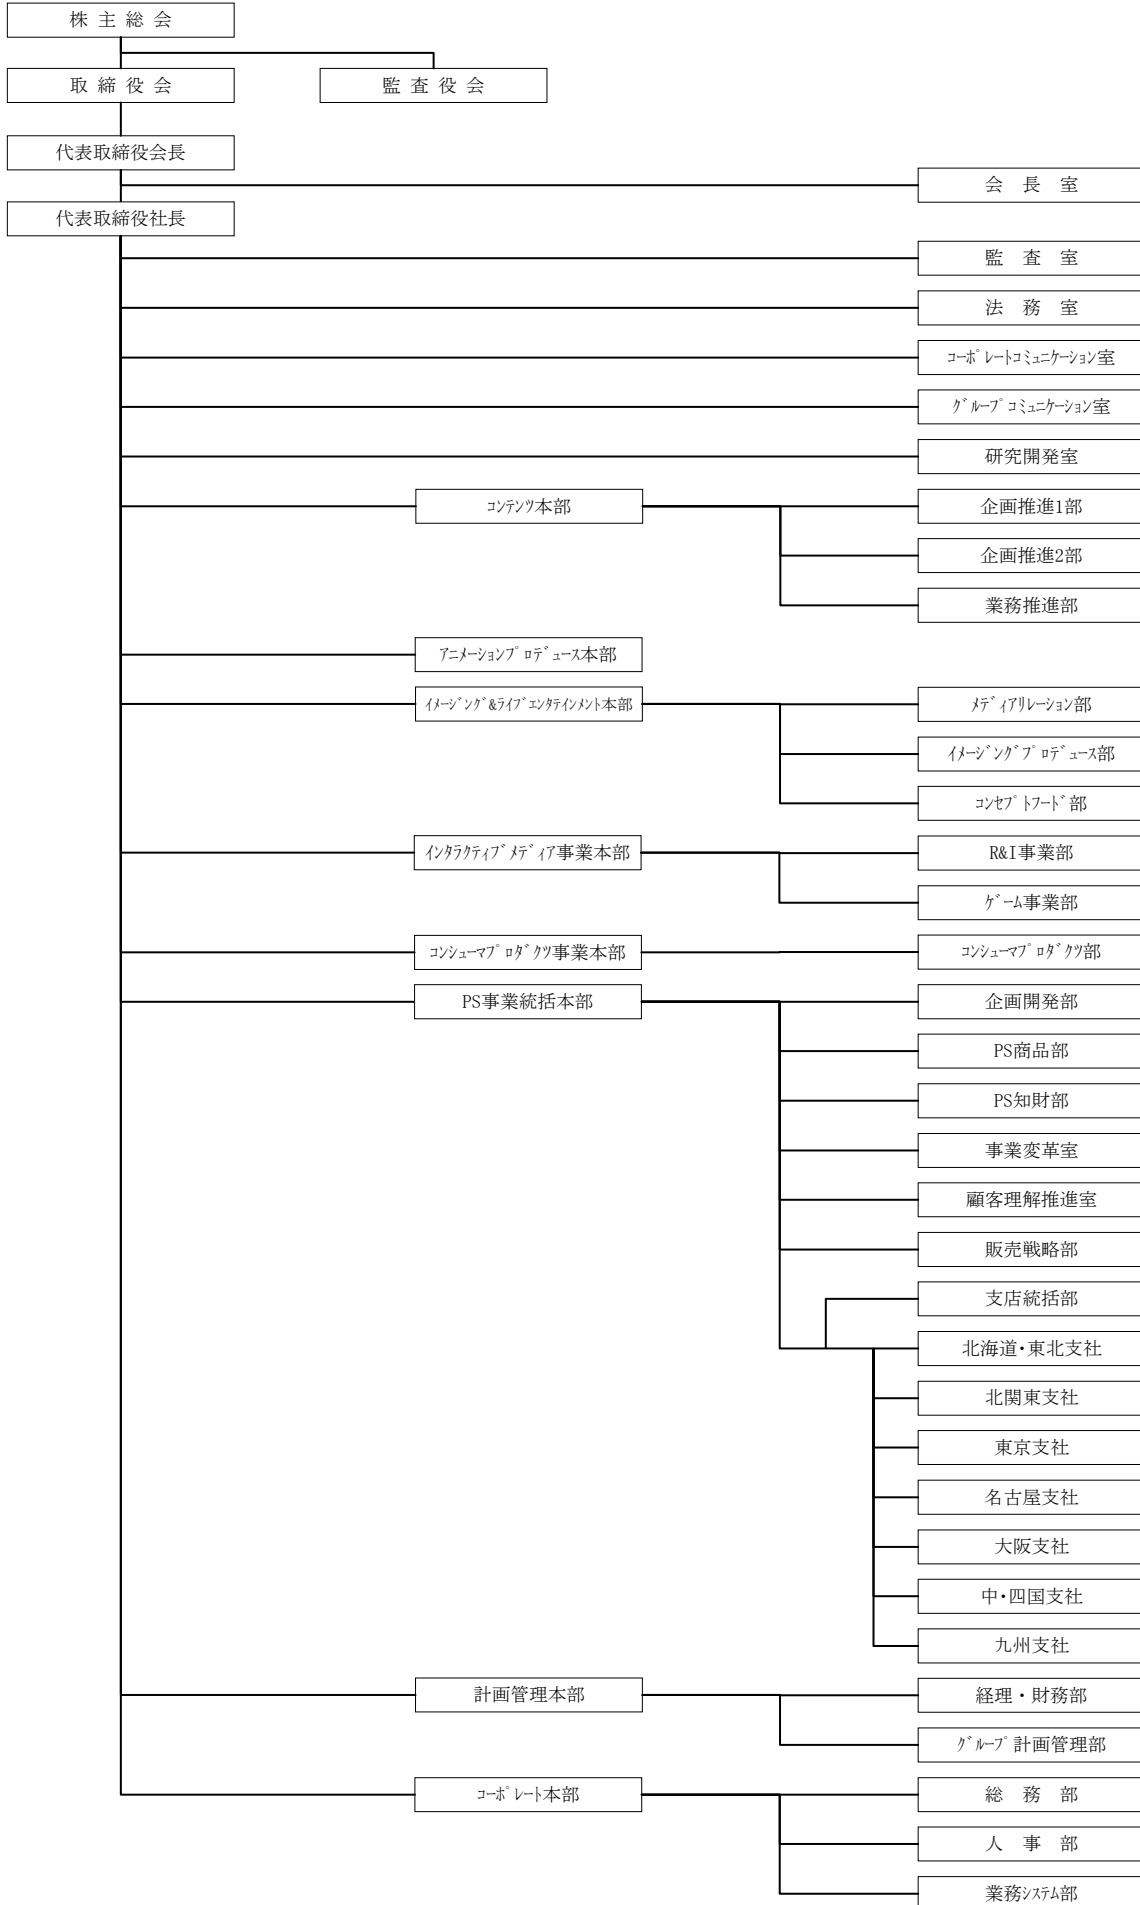 株 主 総 会
取 締 役 会
監 査 役 会
代表取締役会長
会 長 室
代表取締役社長
監 査 室
法 務 室
ｺｰﾎﾟﾚｰﾄｺﾐｭﾆｹｰｼｮﾝ室
ｸﾞﾙｰﾌﾟｺﾐｭﾆｹｰｼｮﾝ室
研究開発室
ｺﾝﾃﾝﾂ本部
企画推進1部
企画推進2部
業務推進部
ｱﾆﾒｰｼｮﾝﾌﾟﾛﾃﾞｭｰｽ本部
ｲﾒｰｼﾞﾝｸﾞ&ﾗｲﾌﾞｴﾝﾀﾃｲﾝﾒﾝﾄ本部
ﾒﾃﾞｨｱﾘﾚｰｼｮﾝ部
ｲﾒｰｼﾞﾝｸﾞﾌﾟﾛﾃﾞｭｰｽ部
ｺﾝｾﾌﾟﾄﾌｰﾄﾞ部
ｲﾝﾀﾗｸﾃｨﾌﾞﾒﾃﾞｨｱ事業本部
R&I事業部
ｹﾞｰﾑ事業部
ｺﾝｼｭｰﾏﾌﾟﾛﾀﾞｸﾂ事業本部
ｺﾝｼｭｰﾏﾌﾟﾛﾀﾞｸﾂ部
PS事業統括本部
企画開発部
PS商品部
PS知財部
事業変革室
顧客理解推進室
販売戦略部
支店統括部
北海道・東北支社
北関東支社
東京支社
名古屋支社
大阪支社
中・四国支社
九州支社
計画管理本部
経理・財務部
ｸﾞﾙｰﾌﾟ計画管理部
ｺｰﾎﾟﾚｰﾄ本部
総 務 部
人 事 部
業務ｼｽﾃﾑ部